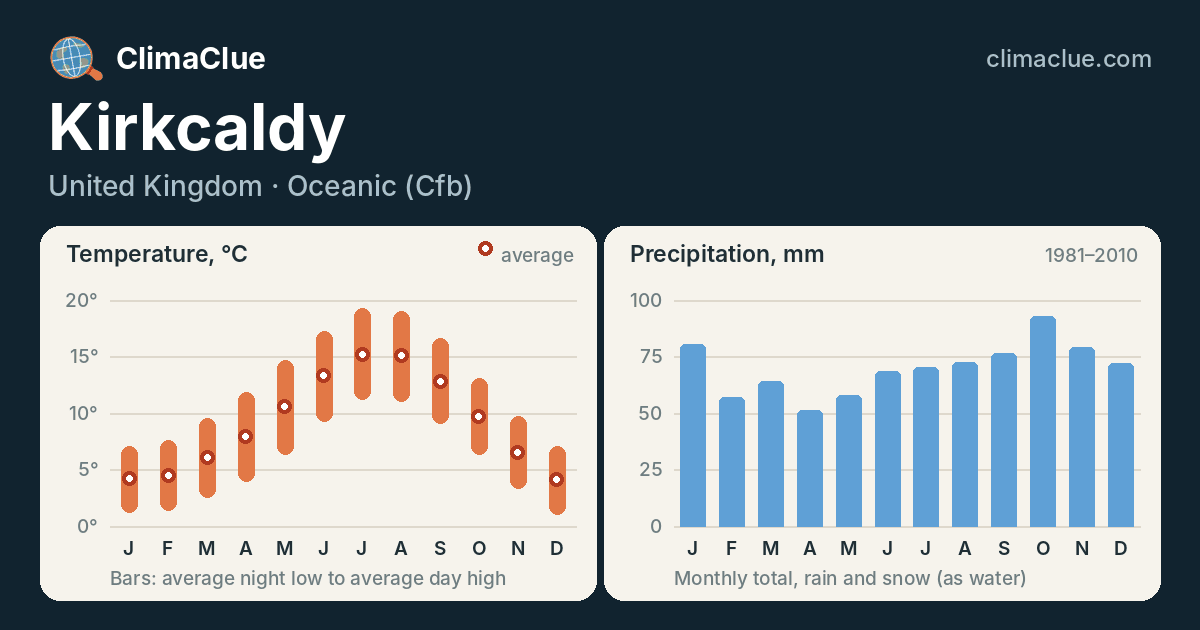 ClimaClue
climaclue.com
Kirkcaldy
United Kingdom · Oceanic (Cfb)
Temperature, °C
average
20°
15°
10°
5°
0°
J F M A M J J A S O N D
Bars: average night low to average day high
Precipitation, mm
1981–2010
100
75
50
25
0
J F M A M J J A S O N D
Monthly total, rain and snow (as water)